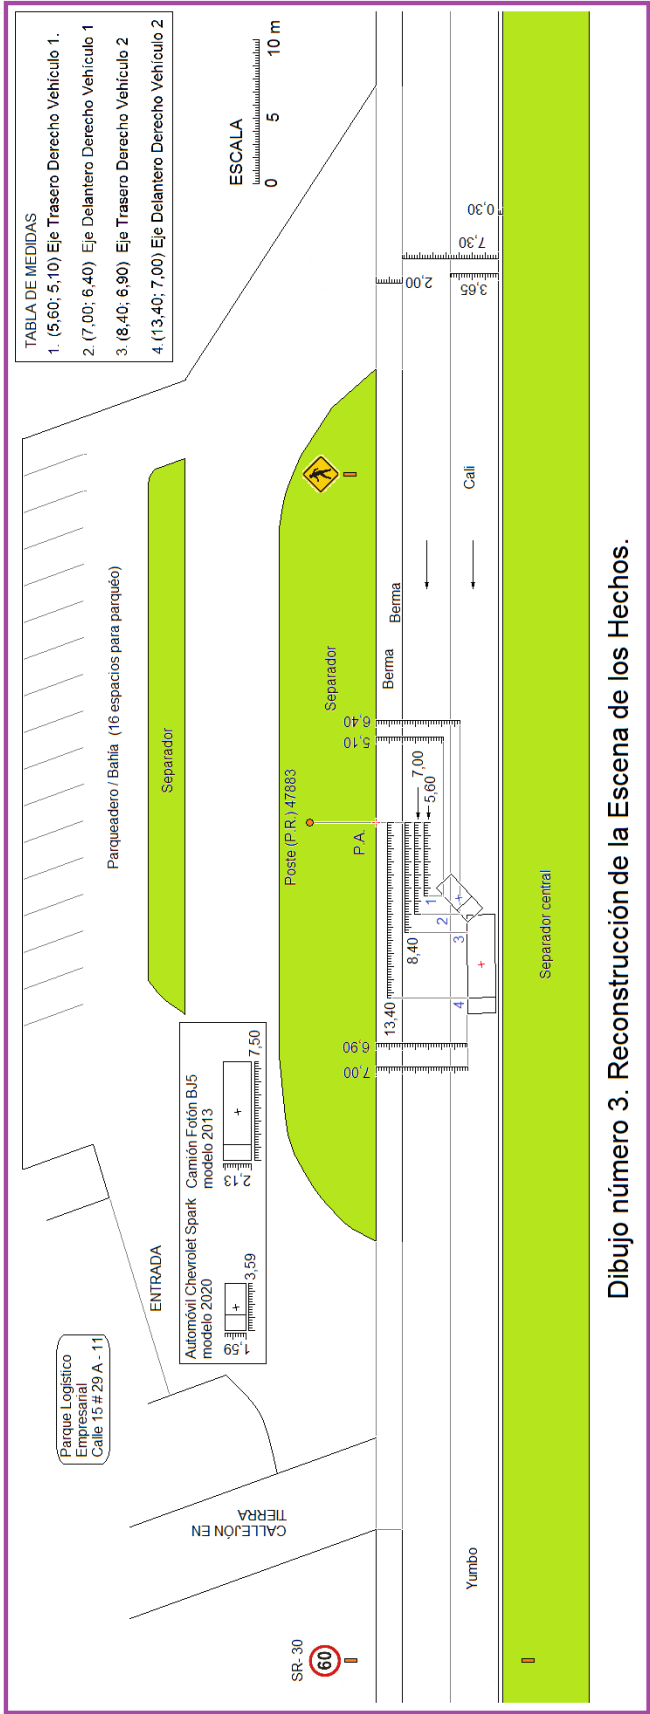 TABLA DE MEDIDAS
1. (5,60; 5,10) Eje Trasero Derecho Vehículo 1.
2. (7,00; 6,40) Eje Delantero Derecho Vehículo 1
3. (8,40; 6,90) Eje Trasero Derecho Vehículo 2
4. (13,40; 7,00) Eje Delantero Derecho Vehículo 2
ESCALA
0
5
10 m
Parqueadero / Bahía (16 espacios para parquéo)
Separador
Separador
Poste (P.R.) 47883
P.A.
Berma
Berma
2,00
7,30
0,30
3,65
Cali
6,40
5,10
7,00
5,60
8,40
13,40
6,90
7,00
1
2
3
4
Separador central
Automóvil Chevrolet Spark
modelo 2020
1,59
3,59
Camión Fotón BJ5
modelo 2013
2,13
7,50
ENTRADA
Parque Logístico
Empresarial
Calle 15 # 29 A - 11
CALLEJÓN EN
TIERRA
SR- 30
60
Yumbo
Dibujo número 3. Reconstrucción de la Escena de los Hechos.